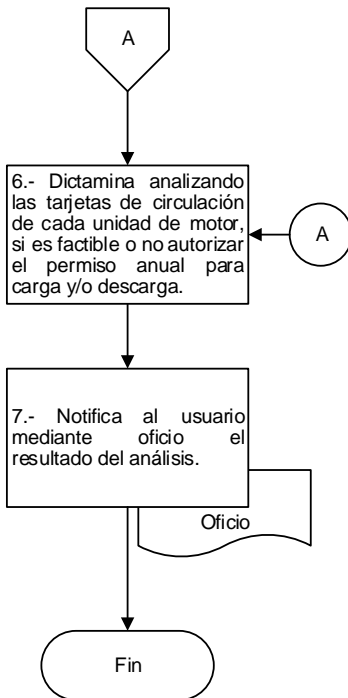 A
6.- Dictamina analizando
las tarjetas de circulación
de cada unidad de motor,
si es factible o no autorizar
el permiso anual para
carga y/o descarga.
A
7.- Notifica al usuario
mediante oficio el
resultado del análisis.
Oficio
Fin